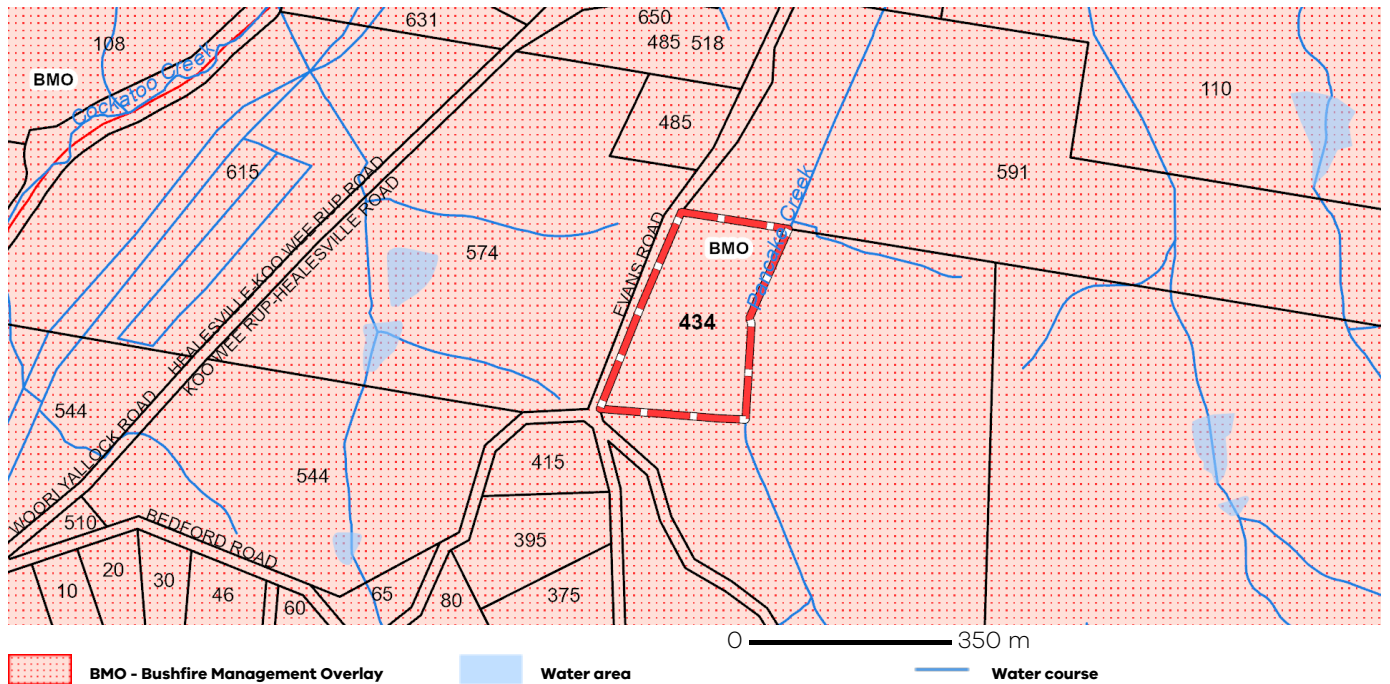 631
650
485 518
108
BMO
Cockatoo Creek
110
485
615
591
HEALESVILLE-KOO WEE RUP ROAD
KOO WEE RUP-HEALESVILLE ROAD
574
EVANS ROAD
BMO
Pancake Creek
434
544
WOORI YALLOCK ROAD
544
415
510
BEDFORD ROAD
395
10
20
30
46
60
65
80
375
0 350 m
BMO - Bushfire Management Overlay
Water area
Water course